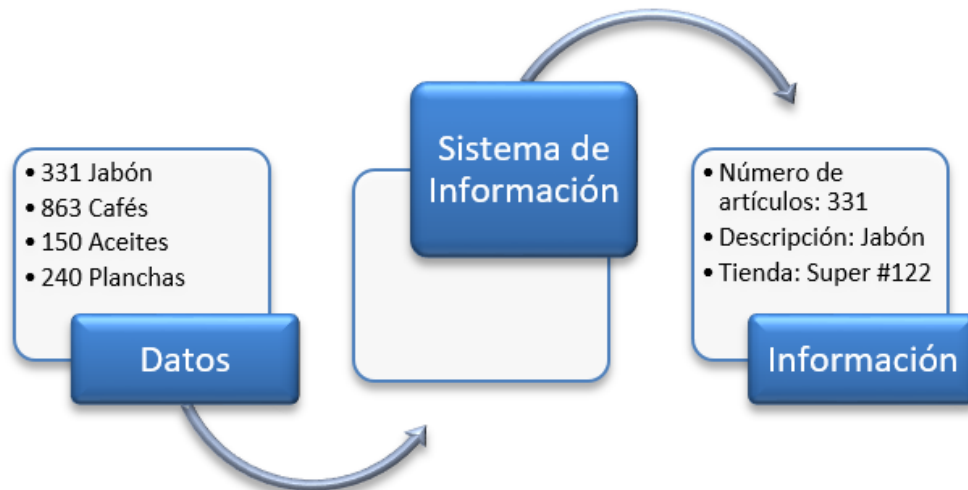 • 331 Jabón
• 863 Cafés
• 150 Aceites
• 240 Planchas
Datos
Sistema de
Información
• Número de
artículos: 331
• Descripción: Jabón
• Tienda: Super #122
Información